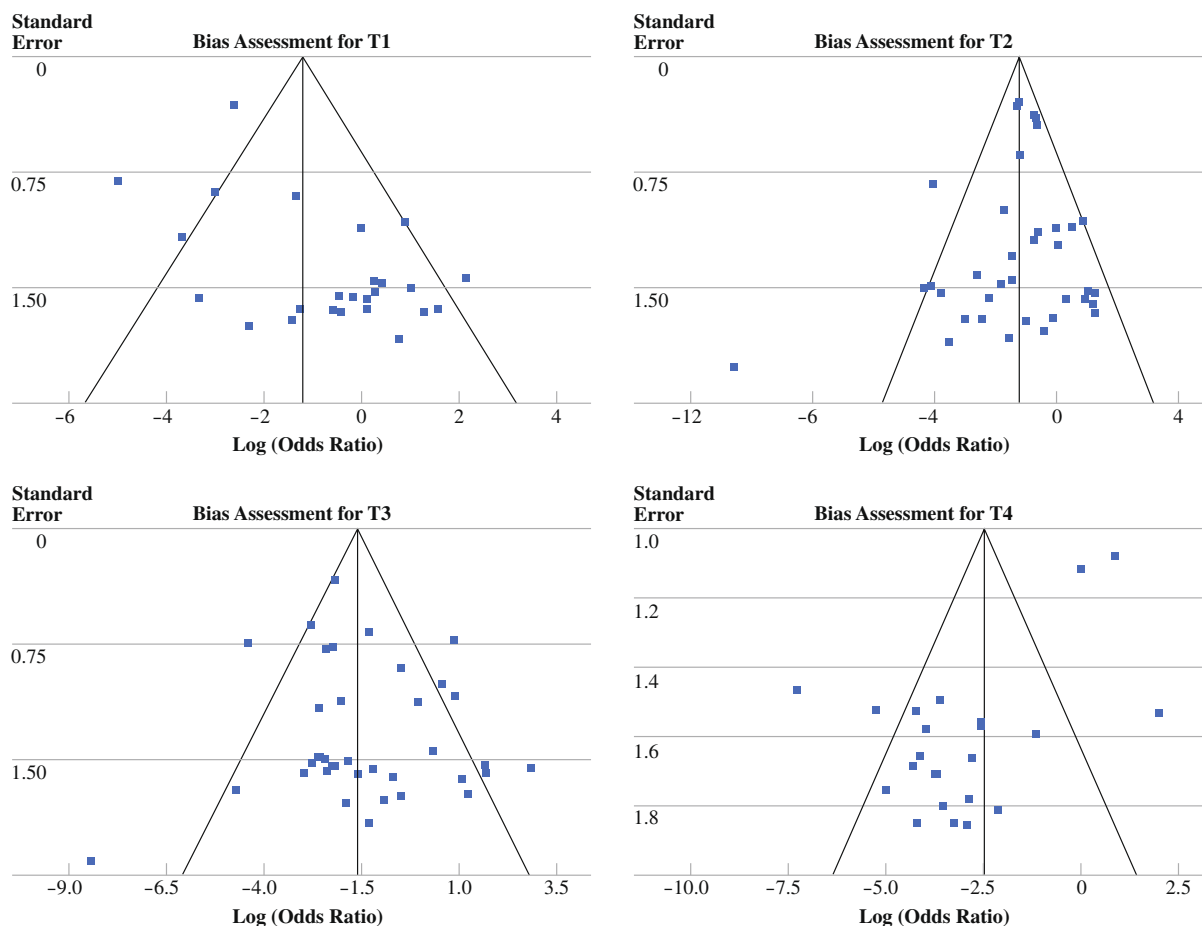 Standard
Error
Bias Assessment for T1
0
0.75
1.50
−6
−4
−2
0
2
4
Log (Odds Ratio)
Standard
Error
Bias Assessment for T2
0
0.75
1.50
−12
−6
−4
0
4
Log (Odds Ratio)
Standard
Error
Bias Assessment for T3
0
0.75
1.50
−9.0
−6.5
−4.0
−1.5
1.0
3.5
Log (Odds Ratio)
Standard
Error
Bias Assessment for T4
1.0
1.2
1.4
1.6
1.8
−10.0
−7.5
−5.0
−2.5
0
2.5
Log (Odds Ratio)